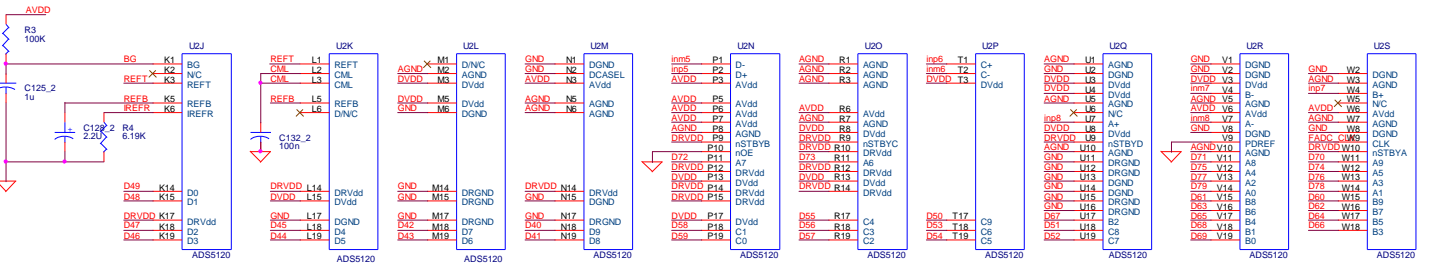 AVDD
R3
100K
C125_2
1u
C128_2
2.2U
R4
6.19K
U2J
BG K1 BG
K2 N/C
REFT K3 REFT
REFB K5 REFB
IREFR K6 IREFR
D49 K14 D0
D48 K15 D1
DRVDD K17 DRVdd
D47 K18 D2
D46 K19 D3
ADS5120
U2K
REFT L1 REFT
CML L2 CML
CML L3 CML
REFB L5 REFB
L6 D/N/C
C132_2
100n
DRVDD L14 DRVdd
DVDD L15 DVdd
GND L17 DGND
D45 L18 D4
D44 L19 D5
ADS5120
U2L
M1 D/N/C
AGND M2 AGND
DVDD M3 DVdd
DVDD M5 DVdd
GND M6 DGND
GND M14 DRGND
GND M15 DRGND
GND M17 DRGND
D42 M18 D7
D43 M19 D6
ADS5120
U2M
GND N1 DGND
GND N2 DCASEL
AVDD N3 AVdd
AGND N5 AGND
AGND N6 AGND
DRVDD N14 DRVdd
GND N15 DRGND
GND N17 DRGND
D40 N18 D9
D41 N19 D8
ADS5120
U2N
inm5 P1 D-
inp5 P2 D+
AVDD P3 AVdd
AVDD P5 AVdd
AVDD P6 AVdd
AVDD P7 AVdd
AGND P8 AGND
DRVDD P9 nSTBYB
P10 nOE
D72 P11 A7
DRVDD P12 DRVdd
DVDD P13 DVdd
DRVDD P14 DRVdd
DRVDD P15 DRVdd
DVDD P17 DVdd
D58 P18 C1
D59 P19 C0
ADS5120
U2O
AGND R1 AGND
AGND R2 AGND
AGND R3 AGND
AVDD R6 AVdd
AGND R7 AGND
DVDD R8 DVdd
DRVDD R9 nSTBYC
DRVDD R10 DRVdd
D73 R11 A6
DRVDD R12 DRVdd
DVDD R13 DVdd
DRVDD R14 DRVdd
D55 R17 C4
D56 R18 C3
D57 R19 C2
ADS5120
U2P
inp6 T1 C+
inm6 T2 C-
DVDD T3 DVdd
D50 T17 C9
D53 T18 C6
D54 T19 C5
ADS5120
U2Q
AGND U1 AGND
GND U2 DGND
DVDD U3 DVdd
DVDD U4 DVdd
AGND U5 AGND
U6 N/C
inp8 U7 A+
DVDD U8 DVdd
DRVDD U9 nSTBYD
AGND U10 AGND
GND U11 DRGND
GND U12 DRGND
GND U13 DGND
GND U14 DGND
GND U15 DRGND
GND U16 DRGND
D67 U17 B2
D51 U18 C8
D52 U19 C7
ADS5120
U2R
GND V1 DGND
GND V2 DGND
DVDD V3 DVdd
inm7 V4 B-
AGND V5 AGND
AVDD V6 AVdd
inm8 V7 A-
GND V8 DGND
V9 PDREF
AGND V10 AGND
D71 V11 A8
D75 V12 A4
D77 V13 A2
D79 V14 A0
D61 V15 B8
D63 V16 B6
D65 V17 B4
D68 V18 B1
D69 V19 B0
ADS5120
U2S
GND W2 DGND
AGND W3 AGND
inp7 W4 B+
W5 N/C
AVDD W6 AVdd
AGND W7 AGND
GND W8 DGND
FADC_CLK W9 CLK
DRVDD W10 nSTBYA
D70 W11 A9
D74 W12 A5
D76 W13 A3
D78 W14 A1
D60 W15 B9
D62 W16 B7
D64 W17 B5
D66 W18 B3
ADS5120